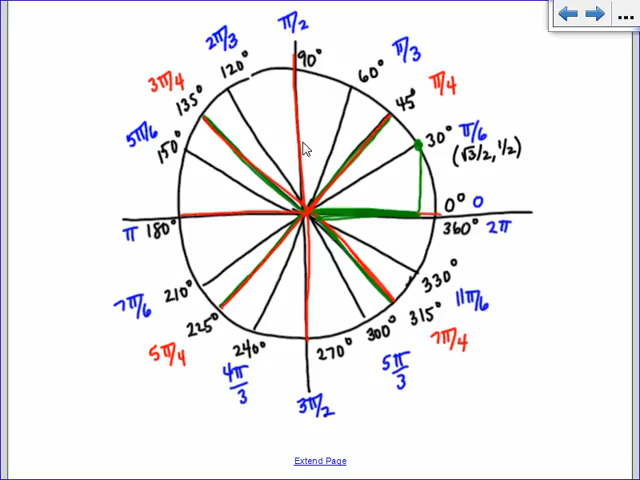 ...
π/2
2π/3
π/3
90°
120°
60°
3π/4
π/4
135°
45°
5π/6
150°
30° π/6
(√3/2, 1/2)
0° 0
π 180°
360° 2π
330°
210°
7π/6
11π/6
225°
315°
300°
240°
270°
5π/4
7π/4
4π/3
5π/3
3π/2
Extend Page